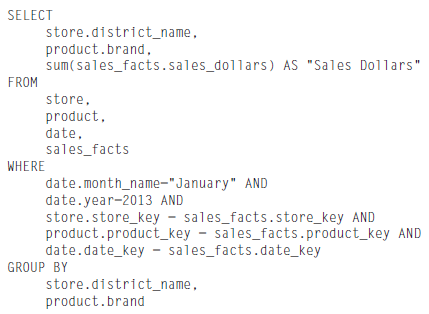 SELECT
store.district_name,
product.brand,
sum(sales_facts.sales_dollars) AS "Sales Dollars"
FROM
store,
product,
date,
sales_facts
WHERE
date.month_name−"January" AND
date.year−2013 AND
store.store_key − sales_facts.store_key AND
product.product_key − sales_facts.product_key AND
date.date_key − sales_facts.date_key
GROUP BY
store.district_name,
product.brand